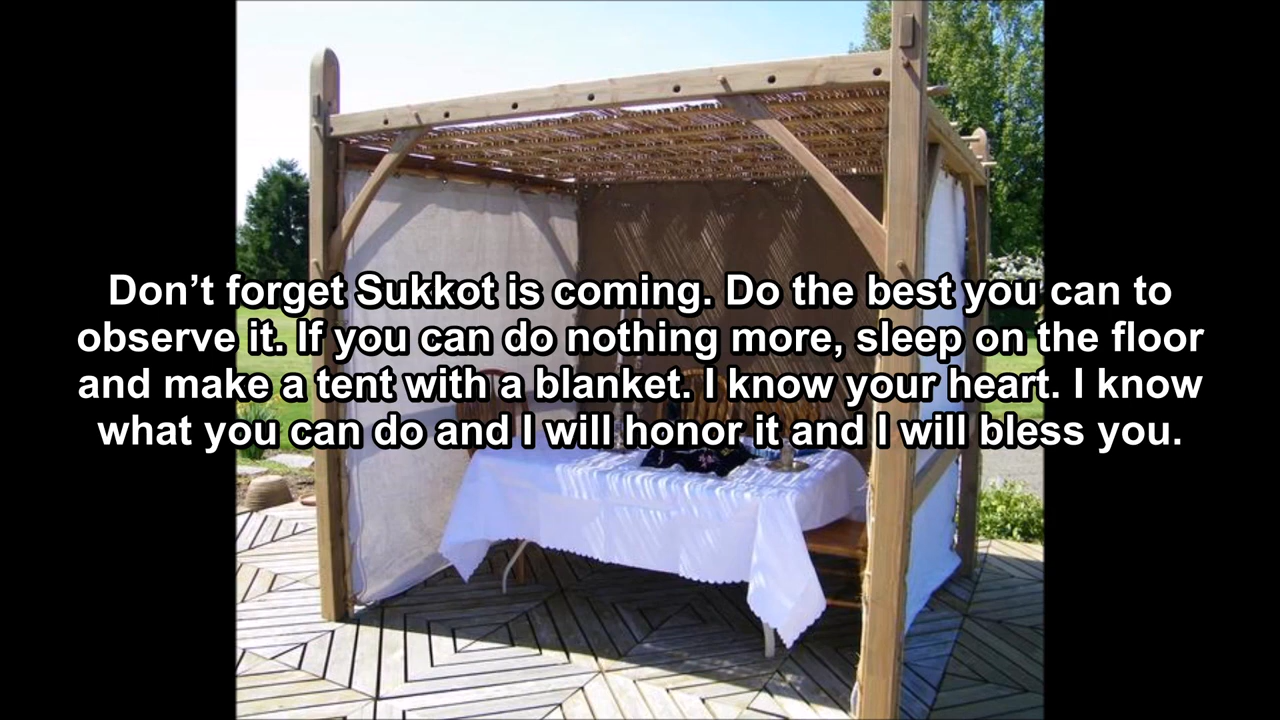 Don’t forget Sukkot is coming. Do the best you can to
observe it. If you can do nothing more, sleep on the floor
and make a tent with a blanket. I know your heart. I know
what you can do and I will honor it and I will bless you.